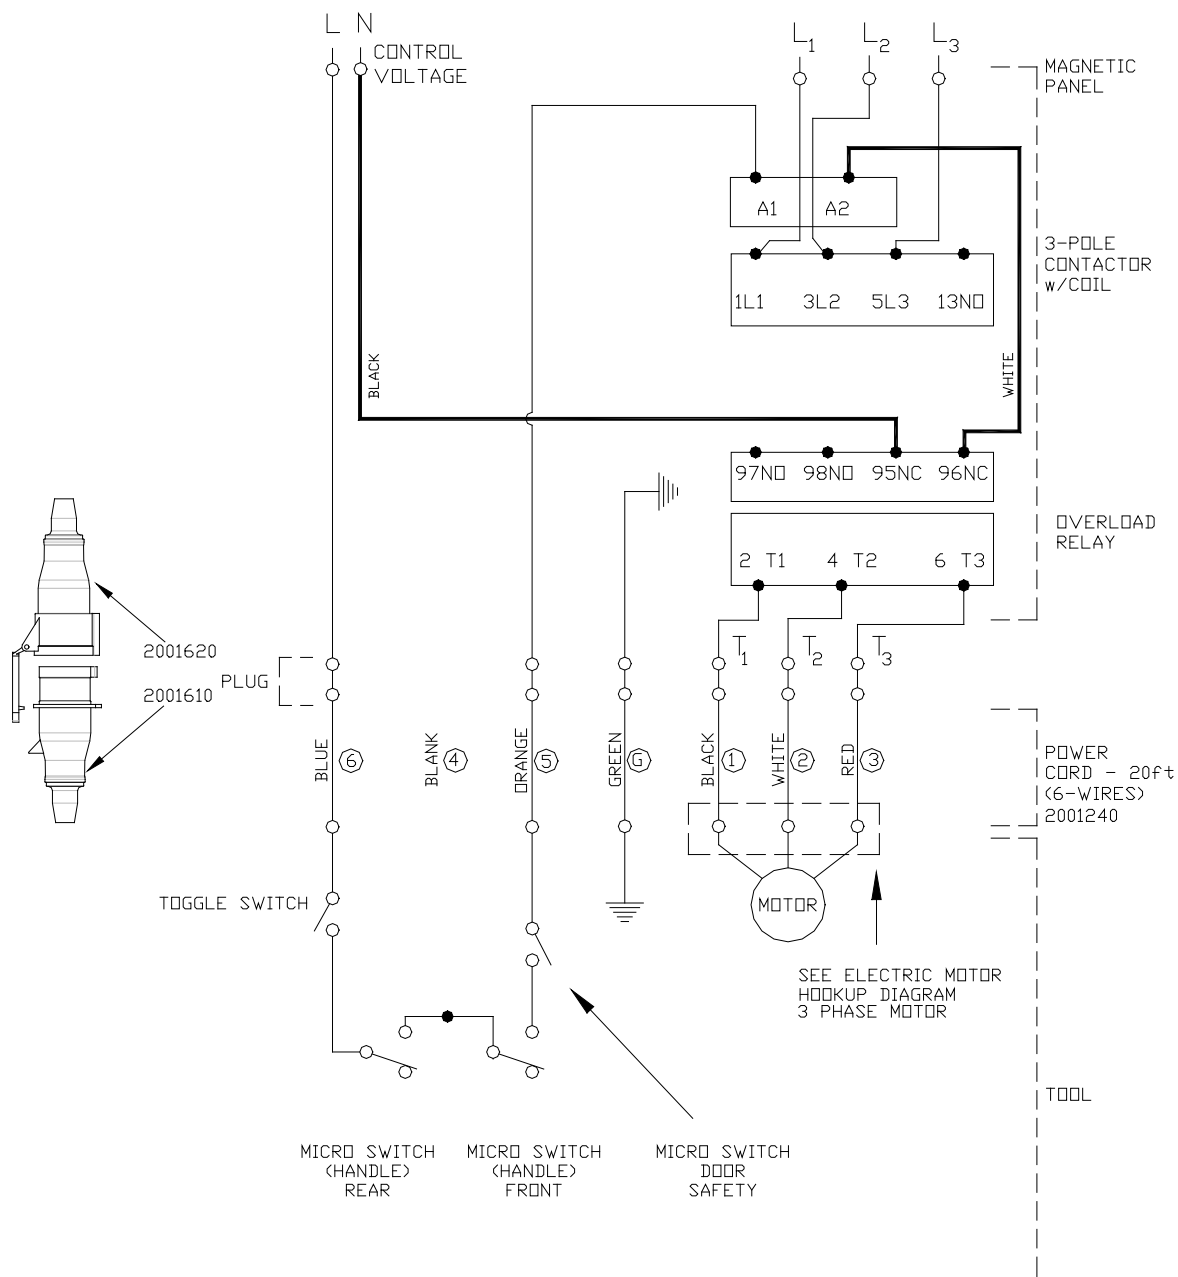 L N
CONTROL
VOLTAGE
L1 L2 L3
MAGNETIC
PANEL
A1 A2
3-POLE
CONTACTOR
w/COIL
1L1 3L2 5L3 13NO
BLACK
WHITE
97NO 98NO 95NC 96NC
OVERLOAD
RELAY
2 T1 4 T2 6 T3
2001620
T1 T2 T3
PLUG
2001610
BLUE 6
BLANK 4
ORANGE 5
GREEN G
BLACK 1
WHITE 2
RED 3
POWER
CORD - 20ft
(6-WIRES)
2001240
TOGGLE SWITCH
MOTOR
SEE ELECTRIC MOTOR
HOOKUP DIAGRAM
3 PHASE MOTOR
TOOL
MICRO SWITCH
(HANDLE)
REAR
MICRO SWITCH
(HANDLE)
FRONT
MICRO SWITCH
DOOR
SAFETY